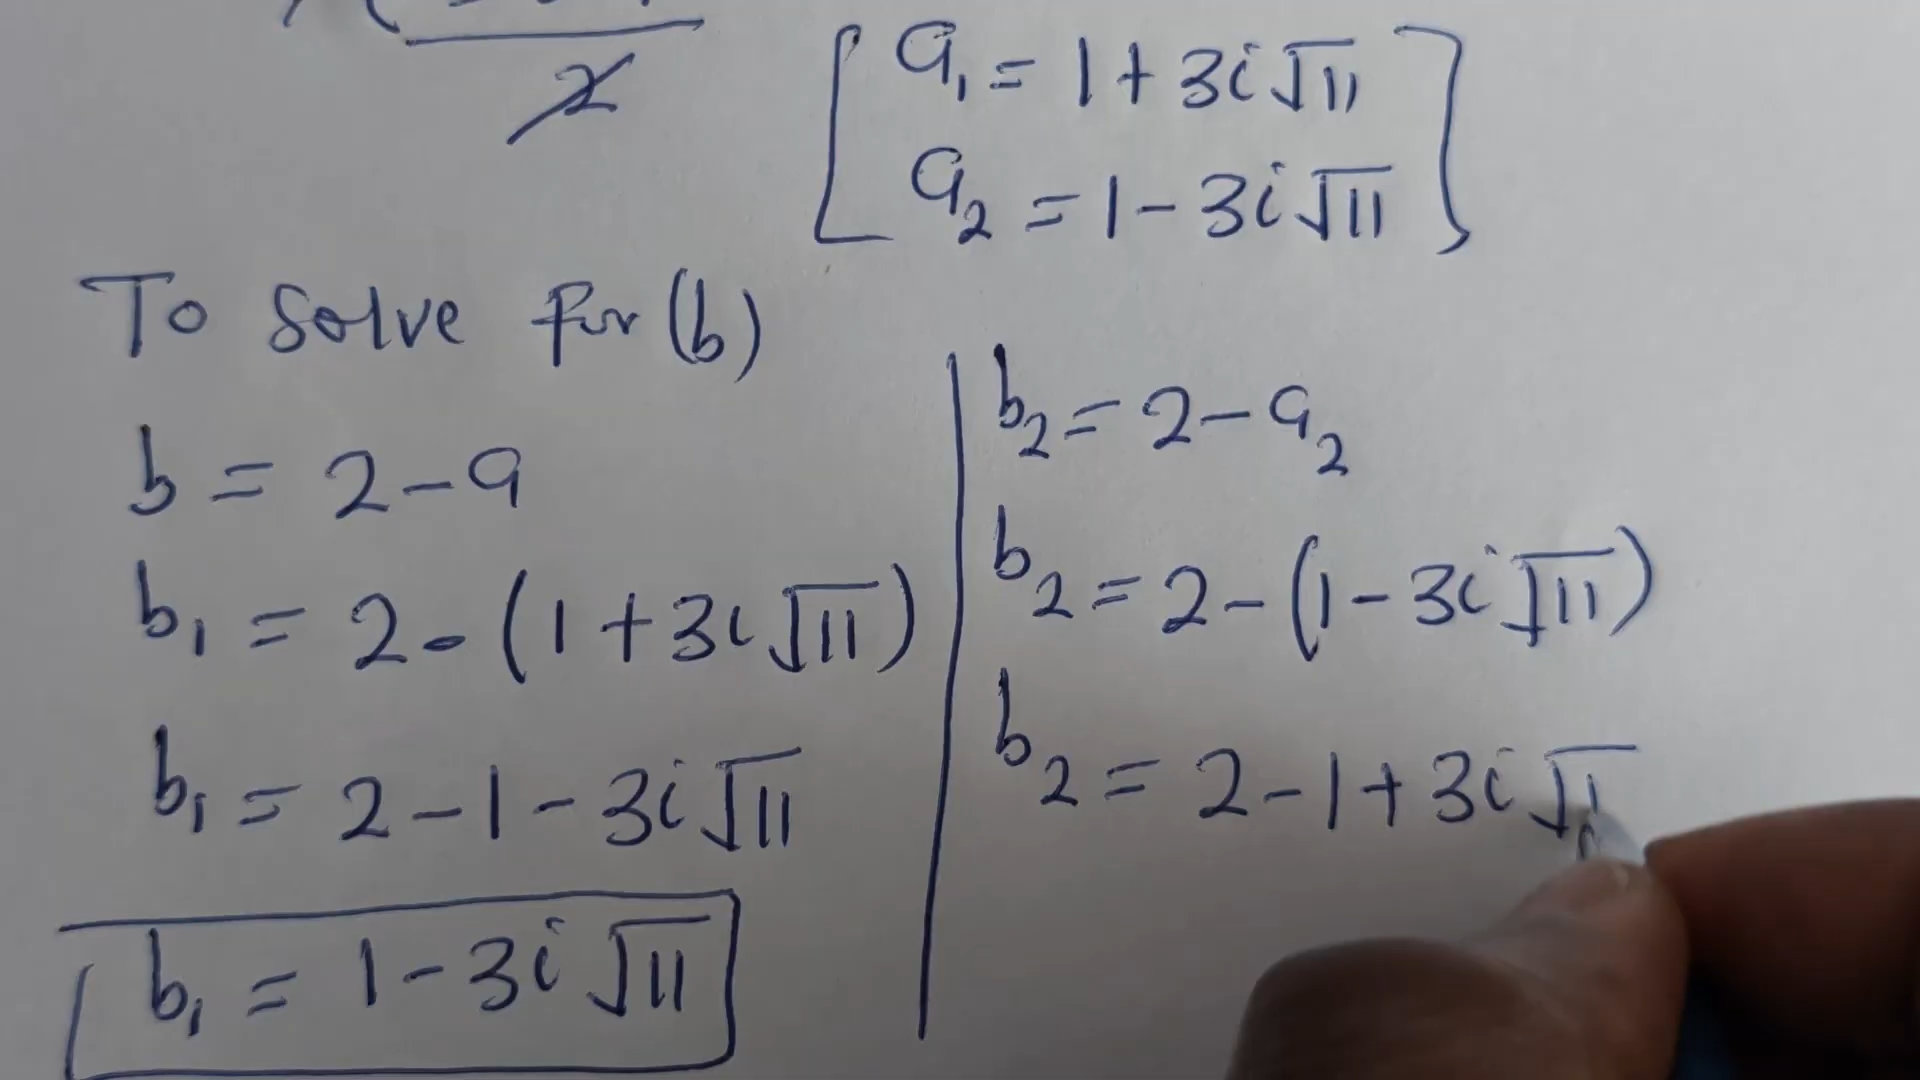 2
a₁ = 1 + 3i√11
a₂ = 1 - 3i√11
To solve for (b)
b = 2 - a
b₁ = 2 - (1 + 3i√11)
b₁ = 2 - 1 - 3i√11
b₁ = 1 - 3i√11
b₂ = 2 - a₂
b₂ = 2 - (1 - 3i√11)
b₂ = 2 - 1 + 3i√1